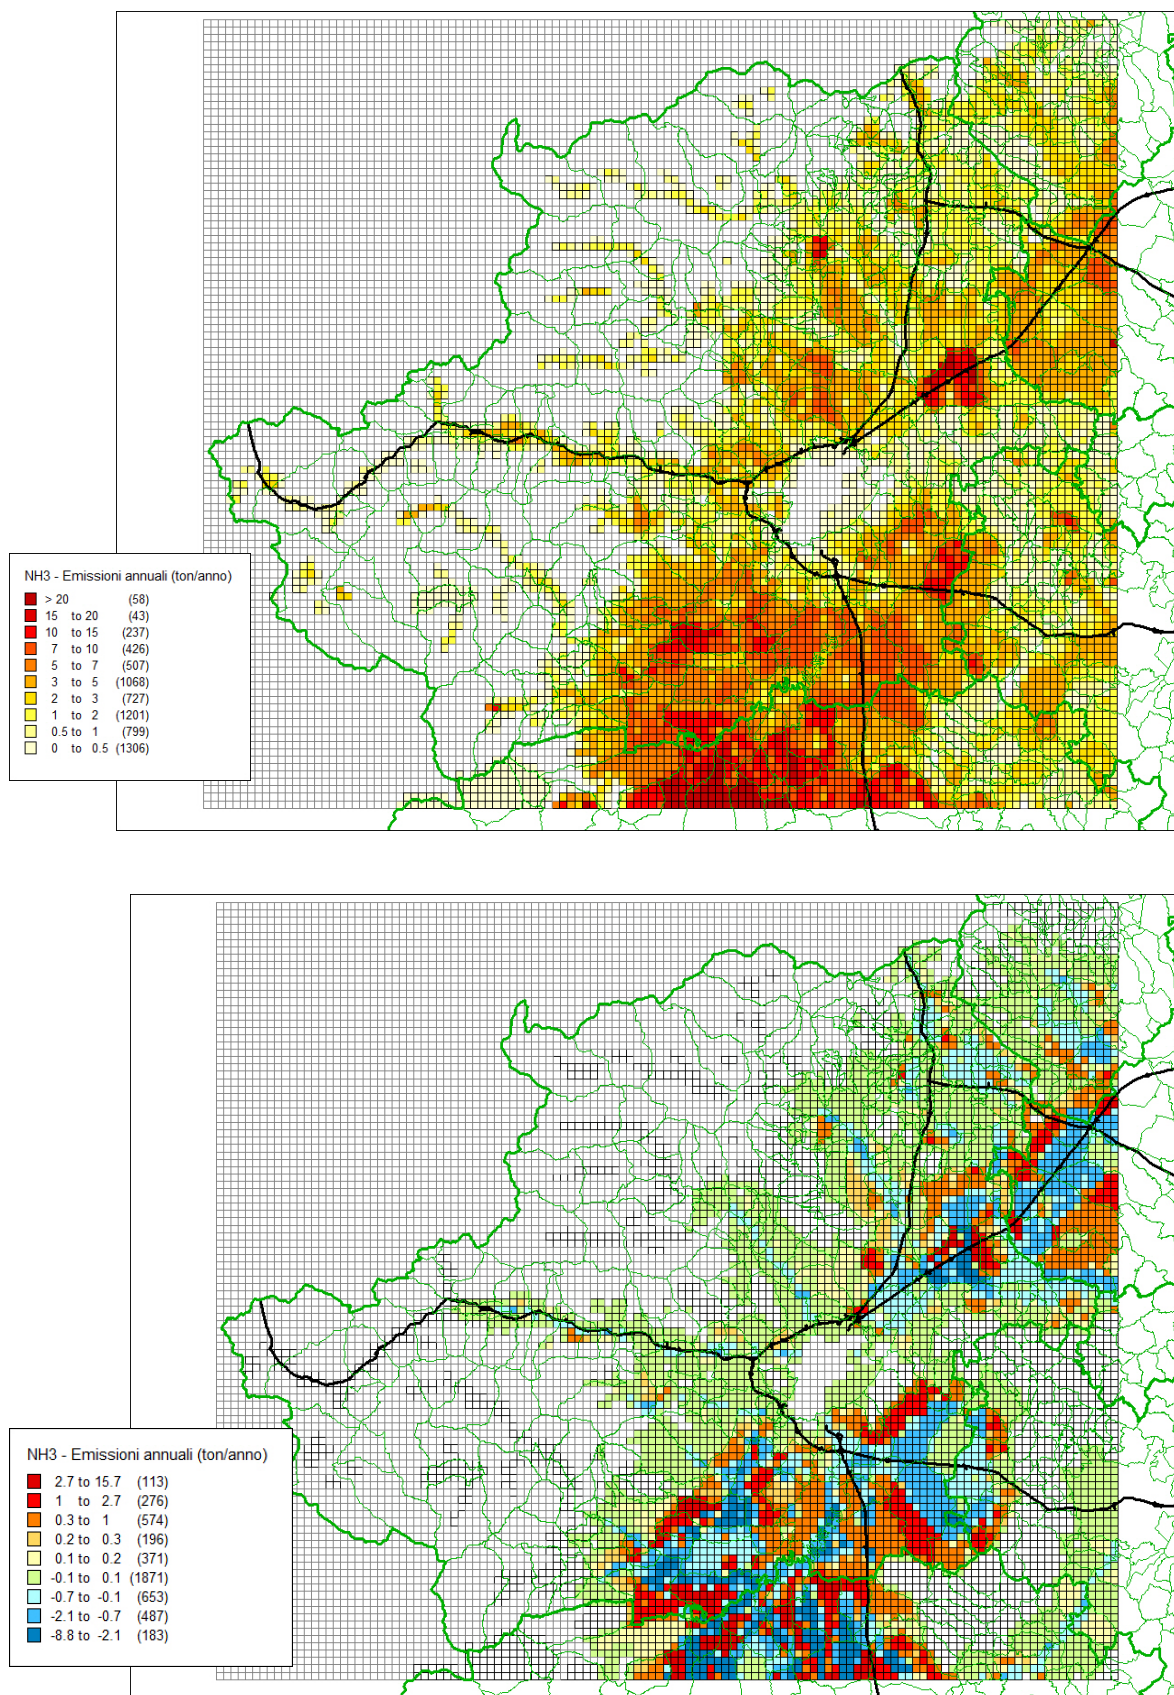 NH3 - Emissioni annuali (ton/anno)
> 20 (58)
15 to 20 (43)
10 to 15 (237)
7 to 10 (426)
5 to 7 (507)
3 to 5 (1068)
2 to 3 (727)
1 to 2 (1201)
0.5 to 1 (799)
0 to 0.5 (1306)
NH3 - Emissioni annuali (ton/anno)
2.7 to 15.7 (113)
1 to 2.7 (276)
0.3 to 1 (574)
0.2 to 0.3 (196)
0.1 to 0.2 (371)
-0.1 to 0.1 (1871)
-0.7 to -0.1 (653)
-2.1 to -0.7 (487)
-8.8 to -2.1 (183)